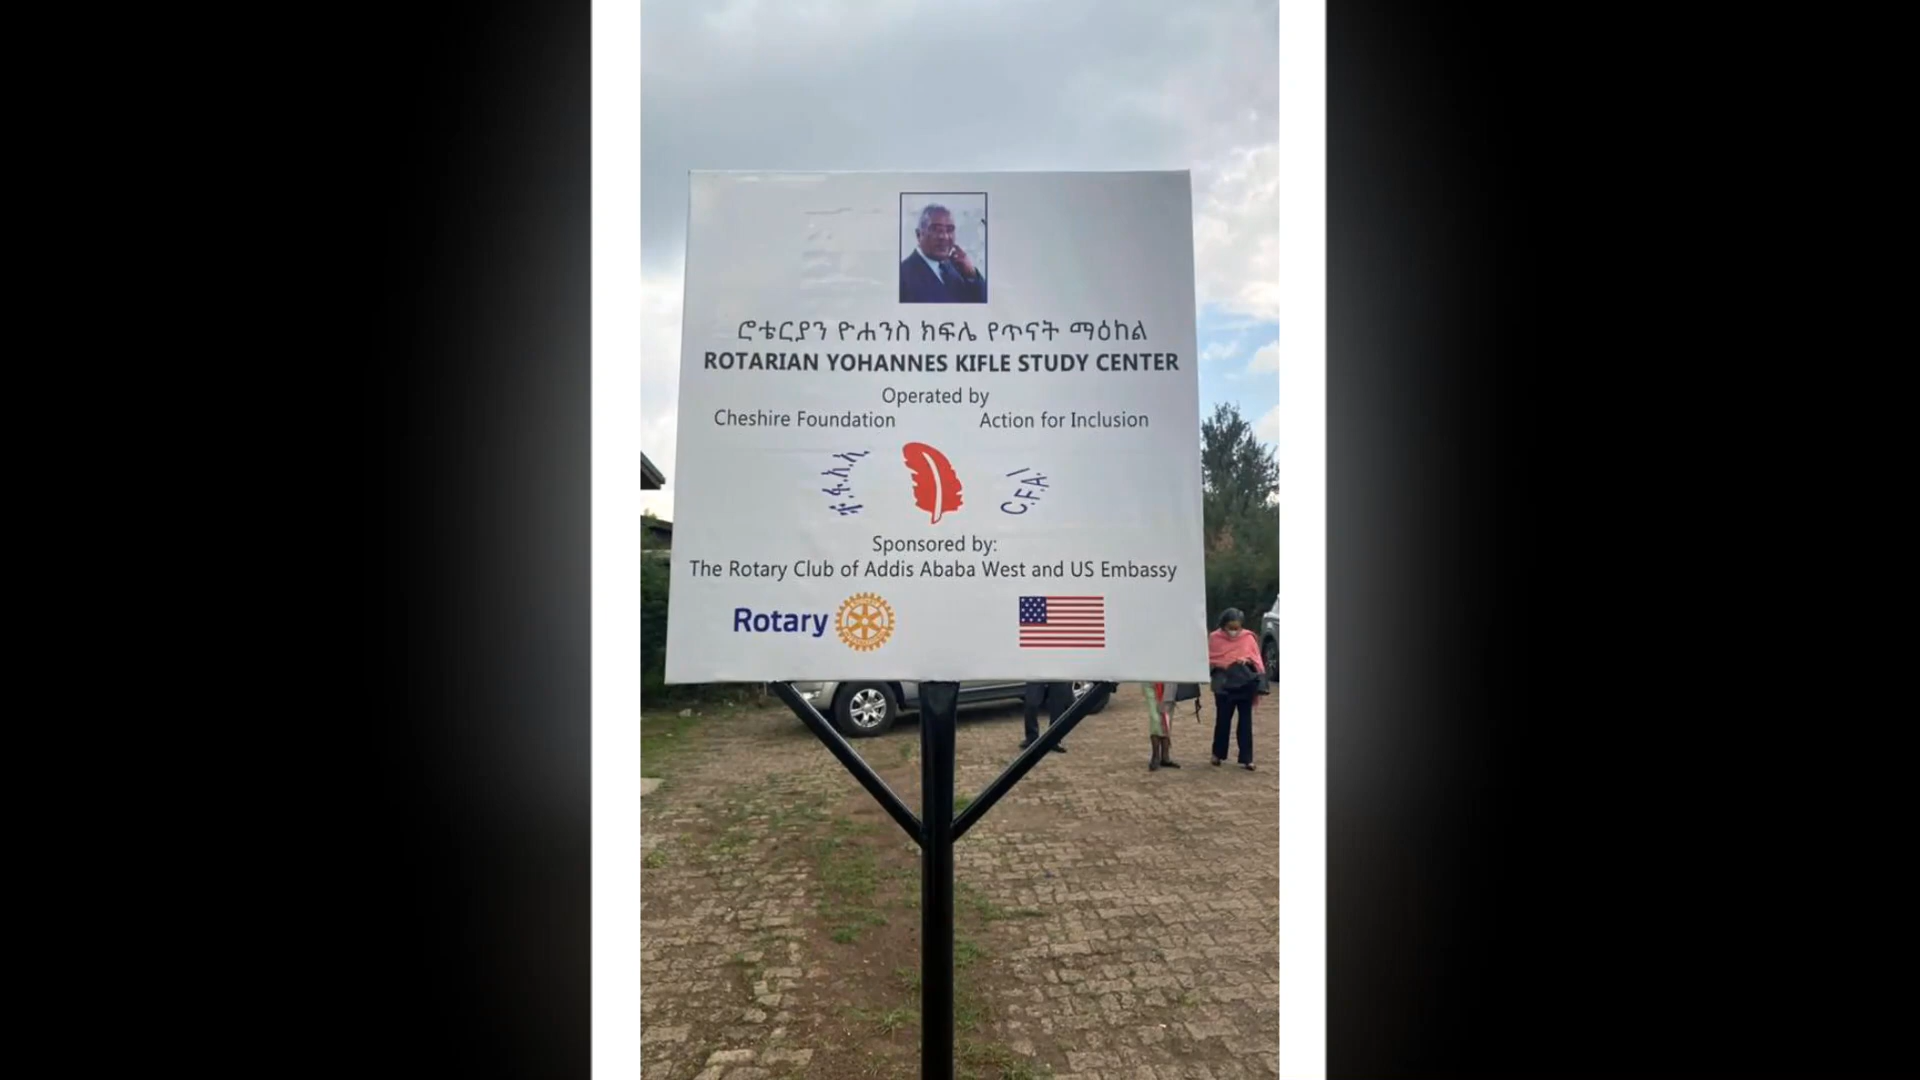 ሮቴርያን ዮሐንስ ክፍሌ የጥናት ማዕከል
ROTARIAN YOHANNES KIFLE STUDY CENTER
Operated by
Cheshire Foundation Action for Inclusion
ቼ.ፋ.አ.ኢ. C.F.A.I
Sponsored by:
The Rotary Club of Addis Ababa West and US Embassy
Rotary